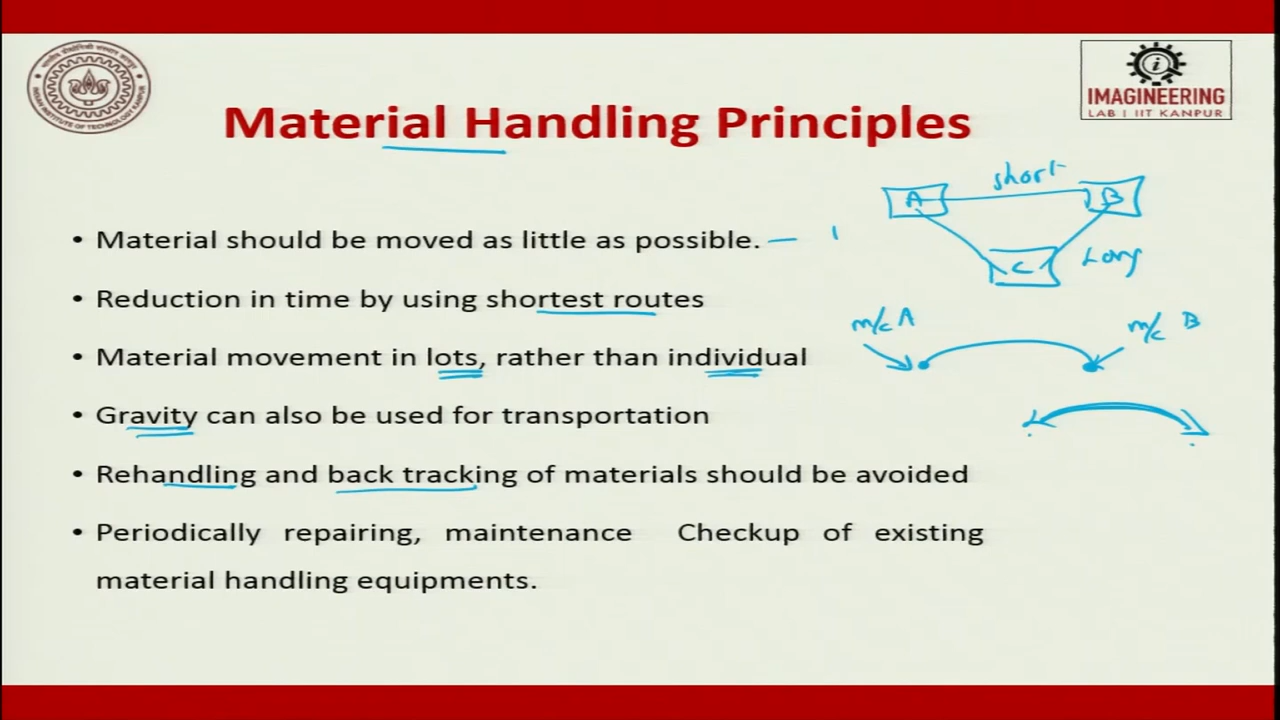 IMAGINEERING
LAB | IIT KANPUR
Material Handling Principles
short
A
B
C
Long
• Material should be moved as little as possible.
• Reduction in time by using shortest routes
m/c A
m/c B
• Material movement in lots, rather than individual
• Gravity can also be used for transportation
• Rehandling and back tracking of materials should be avoided
• Periodically repairing, maintenance Checkup of existing
material handling equipments.